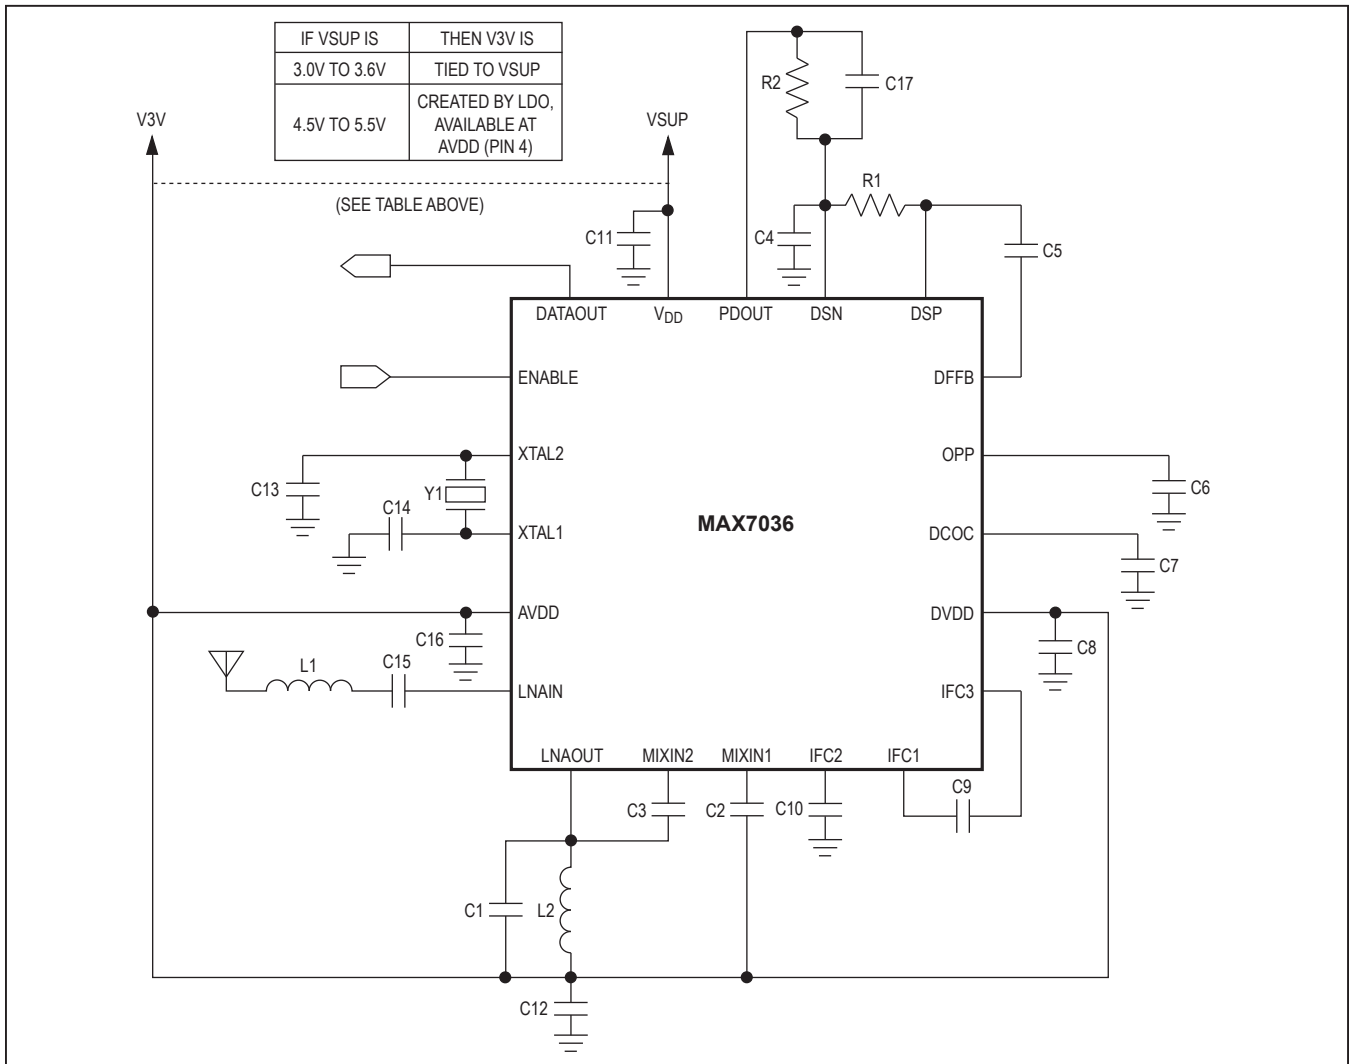 IF VSUP IS THEN V3V IS
3.0V TO 3.6V TIED TO VSUP
4.5V TO 5.5V CREATED BY LDO,
AVAILABLE AT
AVDD (PIN 4)
V3V
VSUP
(SEE TABLE ABOVE)
R2
C17
R1
C11
C4
C5
DATAOUT
VDD
PDOUT
DSN
DSP
ENABLE
DFFB
XTAL2
OPP
C13
Y1
C6
C14
MAX7036
XTAL1
DCOC
C7
AVDD
DVDD
C16
C8
L1
C15
LNAIN
IFC3
LNAOUT
MIXIN2
MIXIN1
IFC2
IFC1
C9
C3
C2
C10
C1
L2
C12